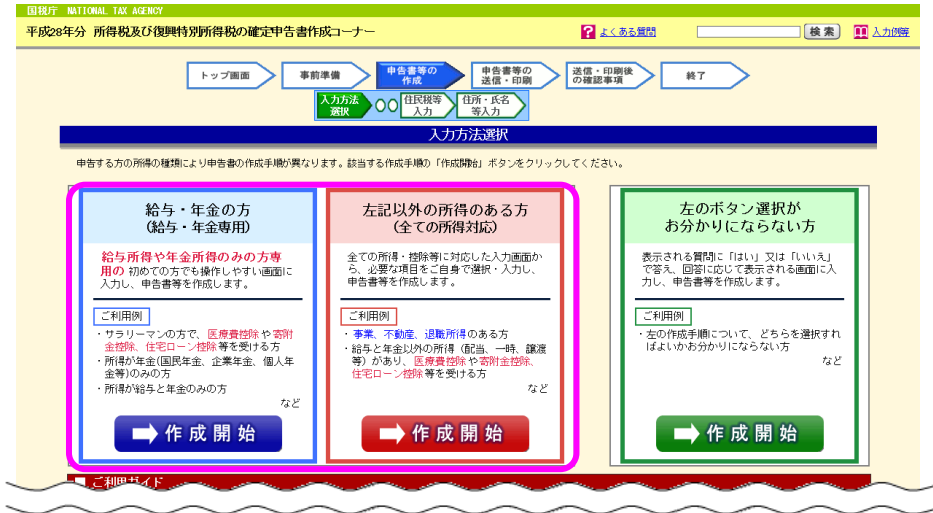 国税庁 NATIONAL TAX AGENCY
平成28年分 所得税及び復興特別所得税の確定申告書作成コーナー
? よくある質問
検索
入力例等
トップ画面
事前準備
申告書等の
作成
申告書等の
送信・印刷
送信・印刷後
の確認事項
終了
入力方法
選択
○○
住民税等
入力
住所・氏名
等入力
入力方法選択
申告する方の所得の種類により申告書の作成手順が異なります。該当する作成手順の「作成開始」ボタンをクリックしてください。
給与・年金の方
(給与・年金専用)
給与所得や年金所得のみの方専
用の 初めての方でも操作しやすい画面に
入力し、申告書等を作成します。
ご利用例
・サラリーマンの方で、医療費控除や寄附
金控除、住宅ローン控除等を受ける方
・所得が年金(国民年金、企業年金、個人年
金等)のみの方
・所得が給与と年金のみの方
など
作成開始
左記以外の所得のある方
(全ての所得対応)
全ての所得・控除等に対応した入力画面か
ら、必要な項目をご自身で選択・入力し、
申告書等を作成します。
ご利用例
・事業、不動産、退職所得のある方
・給与と年金以外の所得（配当、一時、譲渡
等）があり、医療費控除や寄附金控除、
住宅ローン控除等を受ける方
など
作成開始
左のボタン選択が
お分かりにならない方
表示される質問に「はい」又は「いいえ」
で答え、回答に応じて表示される画面に入
力し、申告書等を作成します。
ご利用例
・左の作成手順について、どちらを選択すれ
ばよいかお分かりにならない方
など
作成開始
ご利用ガイド